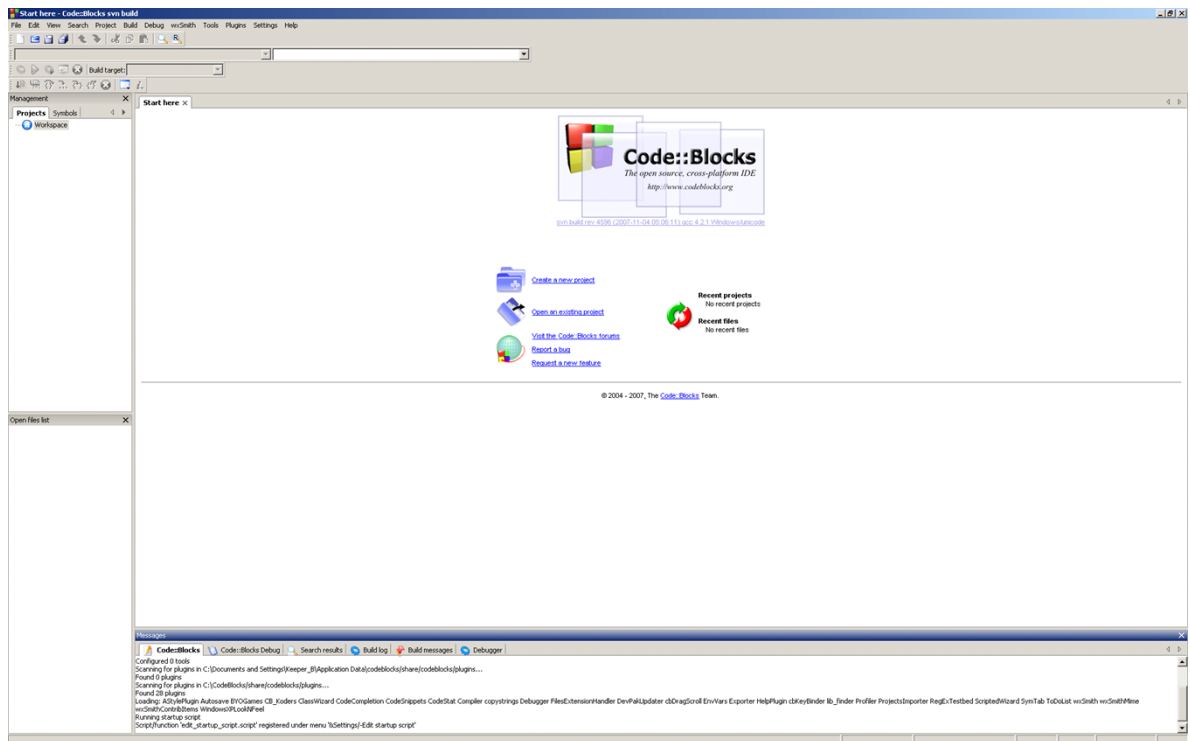 Start here - Code::Blocks svn build
File Edit View Search Project Build Debug wxSmith Tools Plugins Settings Help
Build target:
Management
Projects Symbols
Workspace
Start here
Code::Blocks
The open source, cross-platform IDE
http://www.codeblocks.org
svn build rev 4596 (2007-11-04 05:06:11) gcc 4.2.1 Windows/unicode
Create a new project
Open an existing project
Visit the Code::Blocks forums
Report a bug
Request a new feature
Recent projects
No recent projects
Recent files
No recent files
© 2004 - 2007, The Code::Blocks Team.
Open files list
Messages
Code::Blocks Code::Blocks Debug Search results Build log Build messages Debugger
Configured 0 tools
Scanning for plugins in C:\Documents and Settings\Keeper_B\Application Data\codeblocks/share/codeblocks/plugins...
Found 0 plugins
Scanning for plugins in C:\CodeBlocks/share/codeblocks/plugins...
Found 28 plugins
Loading: AStylePlugin Autosave BYOGames CB_Koders ClassWizard CodeCompletion CodeSnippets CodeStat Compiler copystrings Debugger FilesExtensionHandler DevPakUpdater cbDragScroll EnvVars Exporter HelpPlugin cbKeyBinder lib_finder Profiler ProjectsImporter RegExTestbed ScriptedWizard SymTab ToDoList wxSmith wxSmithMime
wxSmithContribItems WindowsXPLookNFeel
Running startup script
Script/function 'edit_startup_script.script' registered under menu '&Settings/-Edit startup script'